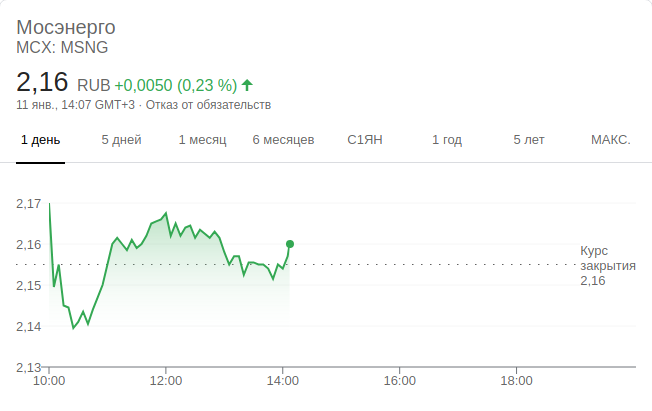 Мосэнерго
MCX: MSNG
2,16 RUB +0,0050 (0,23 %)
11 янв., 14:07 GMT+3 · Отказ от обязательств
1 день 5 дней 1 месяц 6 месяцев С1ЯН 1 год 5 лет МАКС.
2,17
2,16
2,15
2,14
2,13
Курс
закрытия
2,16
10:00 12:00 14:00 16:00 18:00